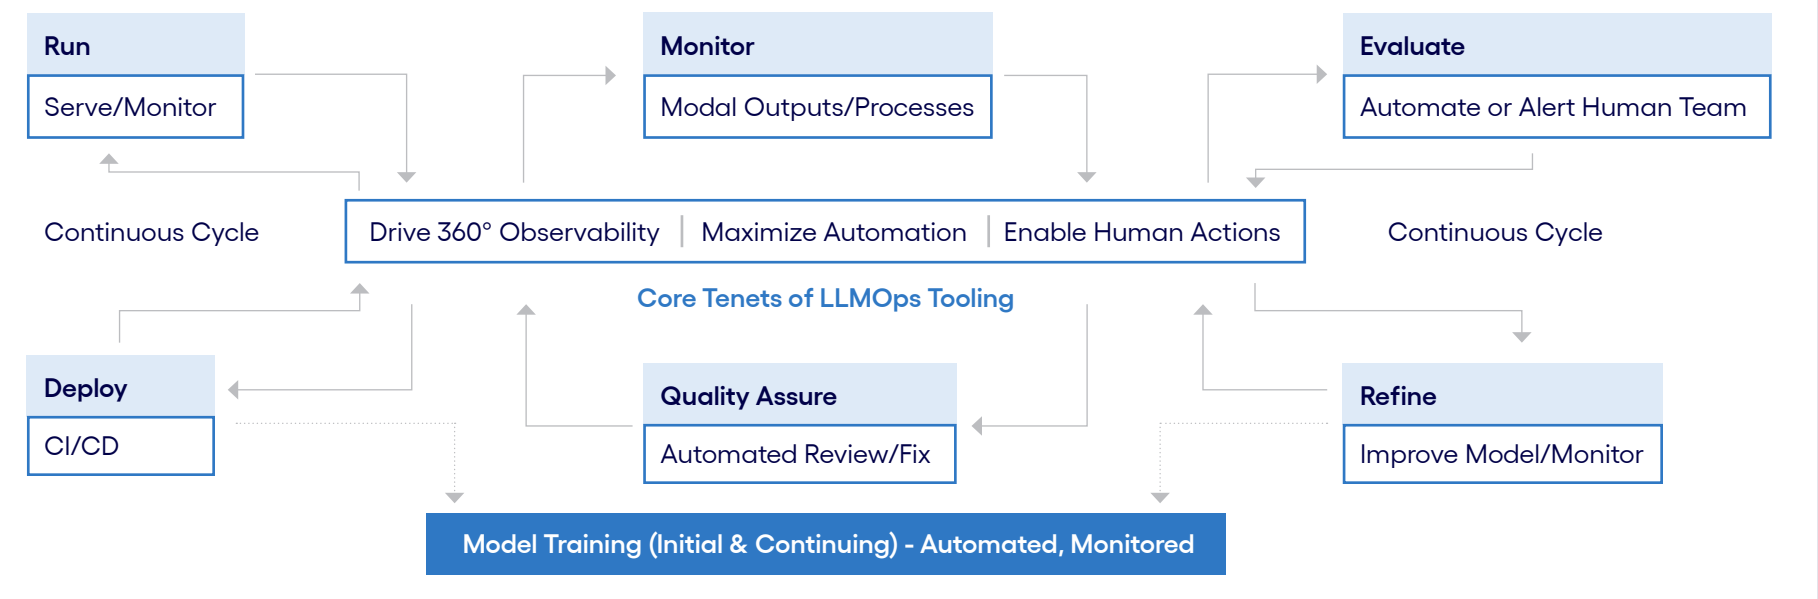 Run
Serve/Monitor
Monitor
Modal Outputs/Processes
Evaluate
Automate or Alert Human Team
Continuous Cycle
Drive 360° Observability | Maximize Automation | Enable Human Actions
Continuous Cycle
Core Tenets of LLMOps Tooling
Deploy
CI/CD
Quality Assure
Automated Review/Fix
Refine
Improve Model/Monitor
Model Training (Initial & Continuing) - Automated, Monitored